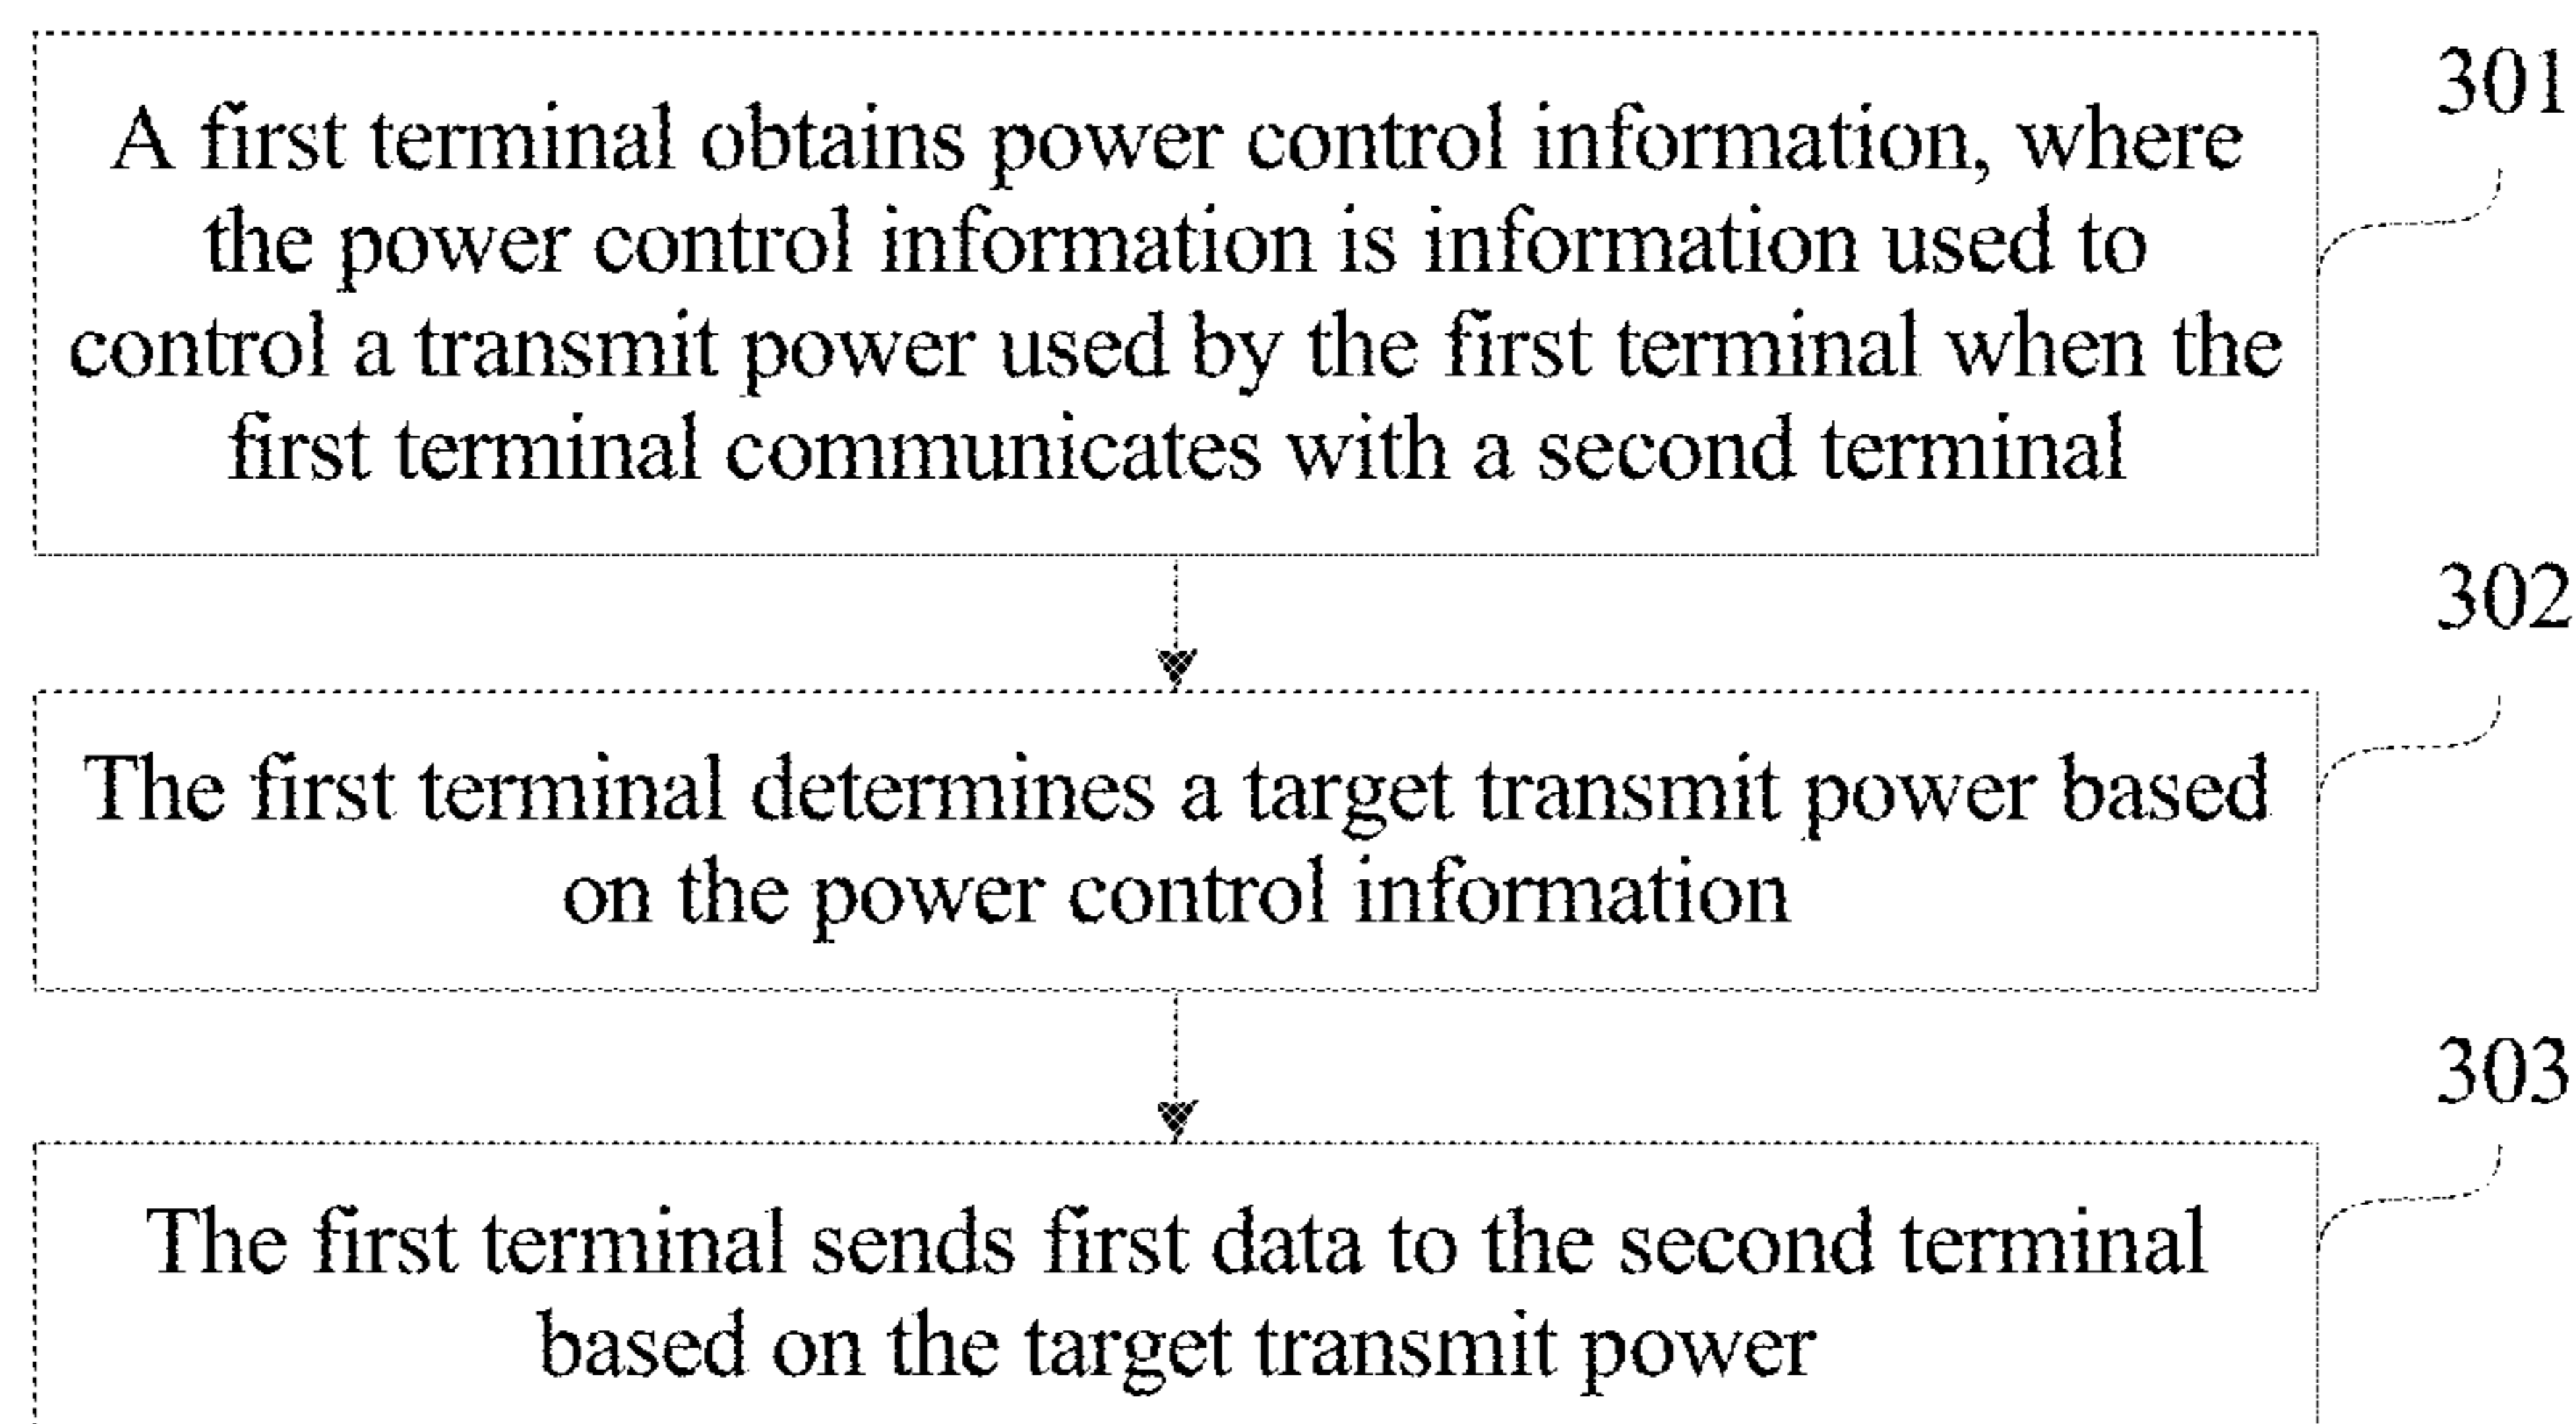 A first terminal obtains power control information, where
the power control information is information used to
control a transmit power used by the first terminal when the
first terminal communicates with a second terminal
301
The first terminal determines a target transmit power based
on the power control information
302
The first terminal sends first data to the second terminal
based on the target transmit power
303